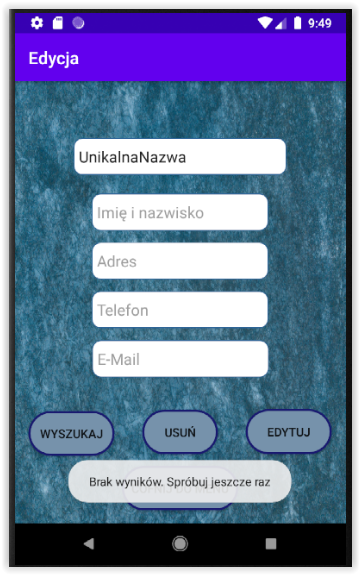 9:49
Edycja
UnikalnaNazwa
Imię i nazwisko
Adres
Telefon
E-Mail
WYSZUKAJ USUŃ EDYTUJ
Brak wyników. Spróbuj jeszcze raz